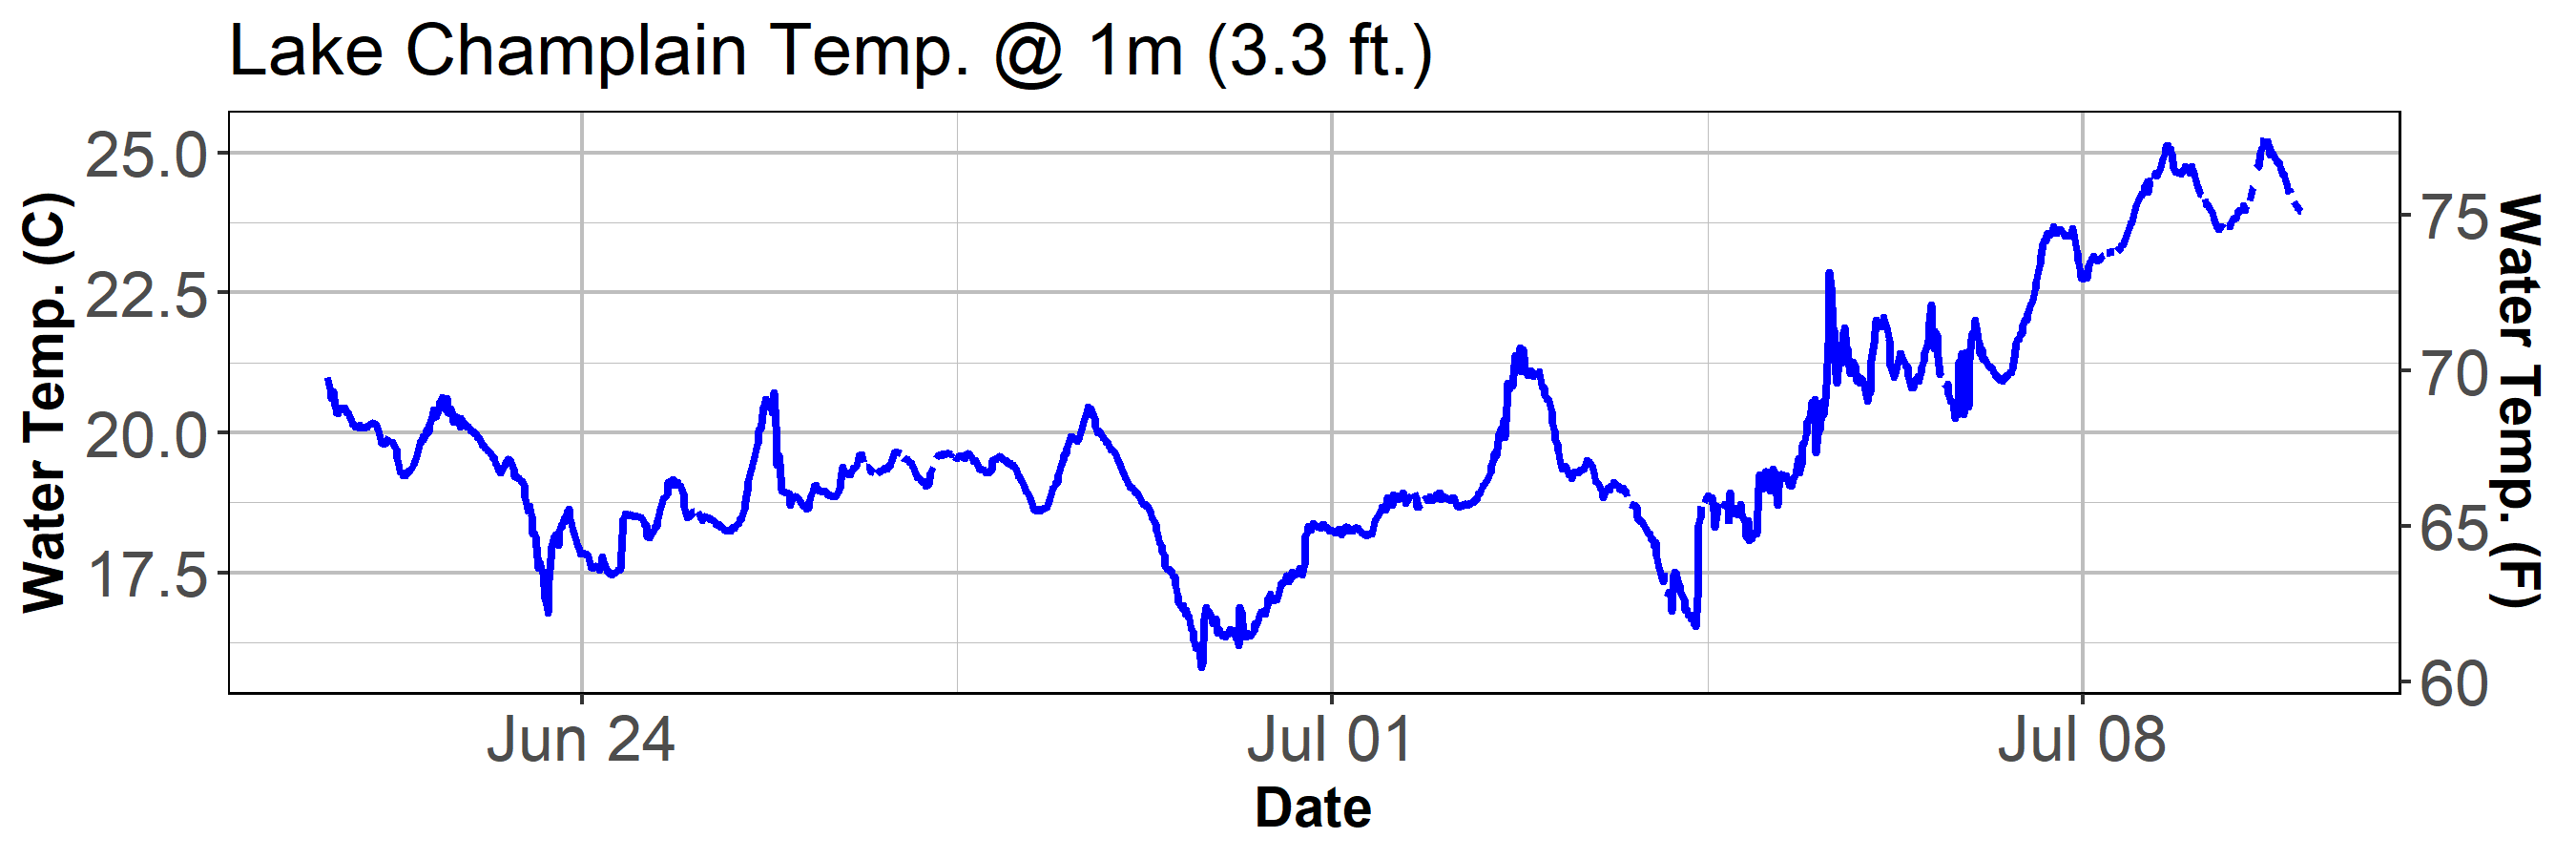 Lake Champlain Temp. @ 1m (3.3 ft.)
Water Temp. (C)
25.0
22.5
20.0
17.5
75
70
65
60
Water Temp. (F)
Jun 24
Jul 01
Jul 08
Date